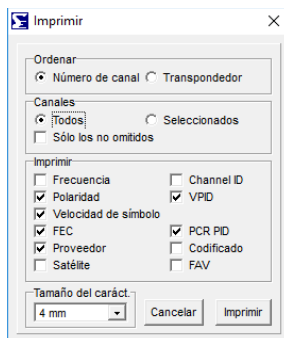 Imprimir
Ordenar
Número de canal Transpondedor
Canales
Todos Seleccionados
Sólo los no omitidos
Imprimir
Frecuencia Channel ID
Polaridad VPID
Velocidad de símbolo
FEC PCR PID
Proveedor Codificado
Satélite FAV
Tamaño del caráct.
4 mm Cancelar Imprimir